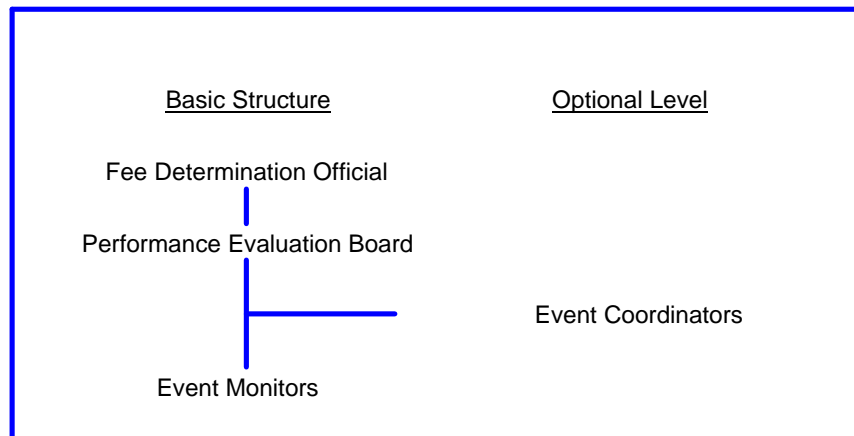 Basic Structure
Optional Level
Fee Determination Official
Performance Evaluation Board
Event Coordinators
Event Monitors